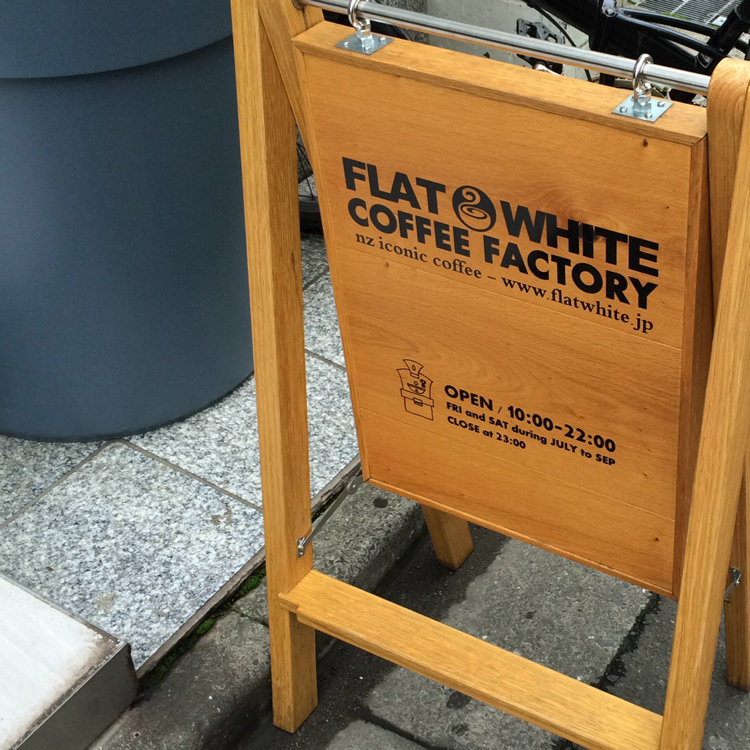 FLAT WHITE
COFFEE FACTORY
nz iconic coffee - www.flatwhite.jp
OPEN / 10:00-22:00
FRI and SAT during JULY to SEP
CLOSE at 23:00